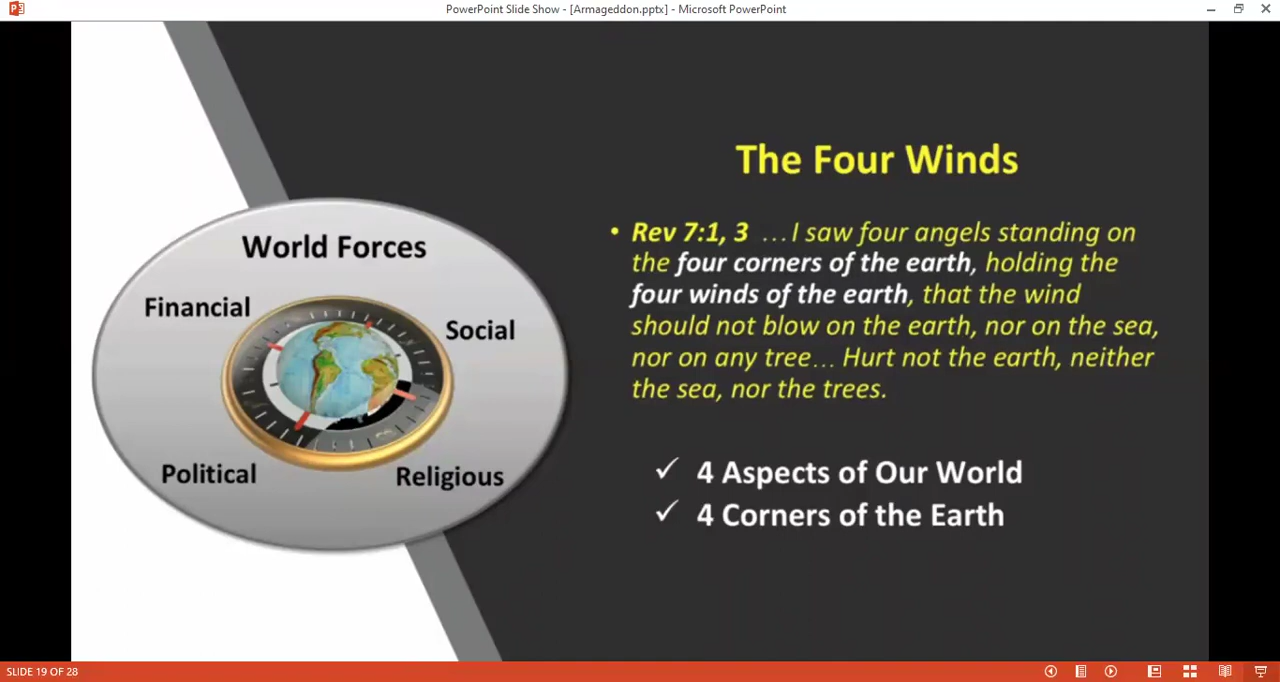 PowerPoint Slide Show - [Armageddon.pptx] - Microsoft PowerPoint
World Forces
Financial
Social
Political
Religious
The Four Winds
• Rev 7:1, 3 …I saw four angels standing on
the four corners of the earth, holding the
four winds of the earth, that the wind
should not blow on the earth, nor on the sea,
nor on any tree… Hurt not the earth, neither
the sea, nor the trees.
✓ 4 Aspects of Our World
✓ 4 Corners of the Earth
SLIDE 19 OF 28